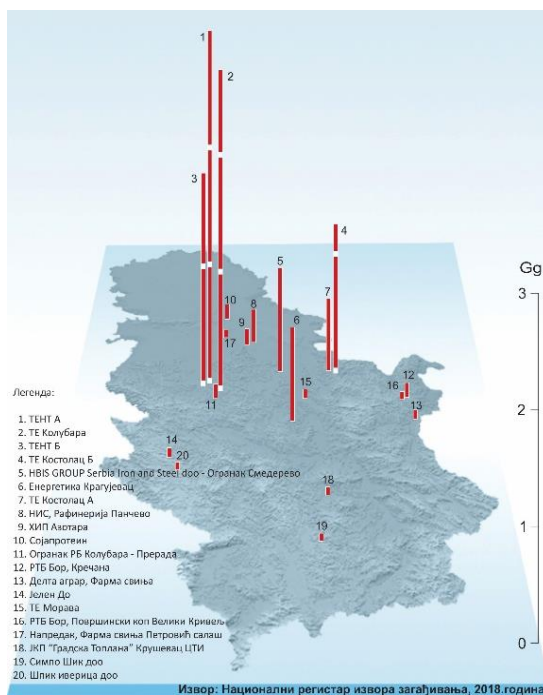 1
2
3
4
5
6
7
8
9
10
17
11
15
16
12
13
14
20
18
19
Gg
3
2
1
0
Легенда:
1. ТЕНТ А
2. ТЕ Колубара
3. ТЕНТ Б
4. ТЕ Костолац Б
5. HBIS GROUP Serbia Iron and Steel doo - Огранак Смедерево
6. Енергетика Крагујевац
7. ТЕ Костолац А
8. НИС, Рафинерија Панчево
9. ХИП Азотара
10. Сојапротеин
11. Огранак РБ Колубара - Прерада
12. РТБ Бор, Кречана
13. Делта аграр, Фарма свиња
14. Јелен До
15. ТЕ Морава
16. РТБ Бор, Површински коп Велики Кривељ
17. Напредак, Фарма свиња Петровић салаш
18. ЈКП "Градска Топлана" Крушевац ЦТИ
19. Симпо Шик доо
20. Шпик иверица доо
Извор: Национални регистар извора загађивања, 2018.година